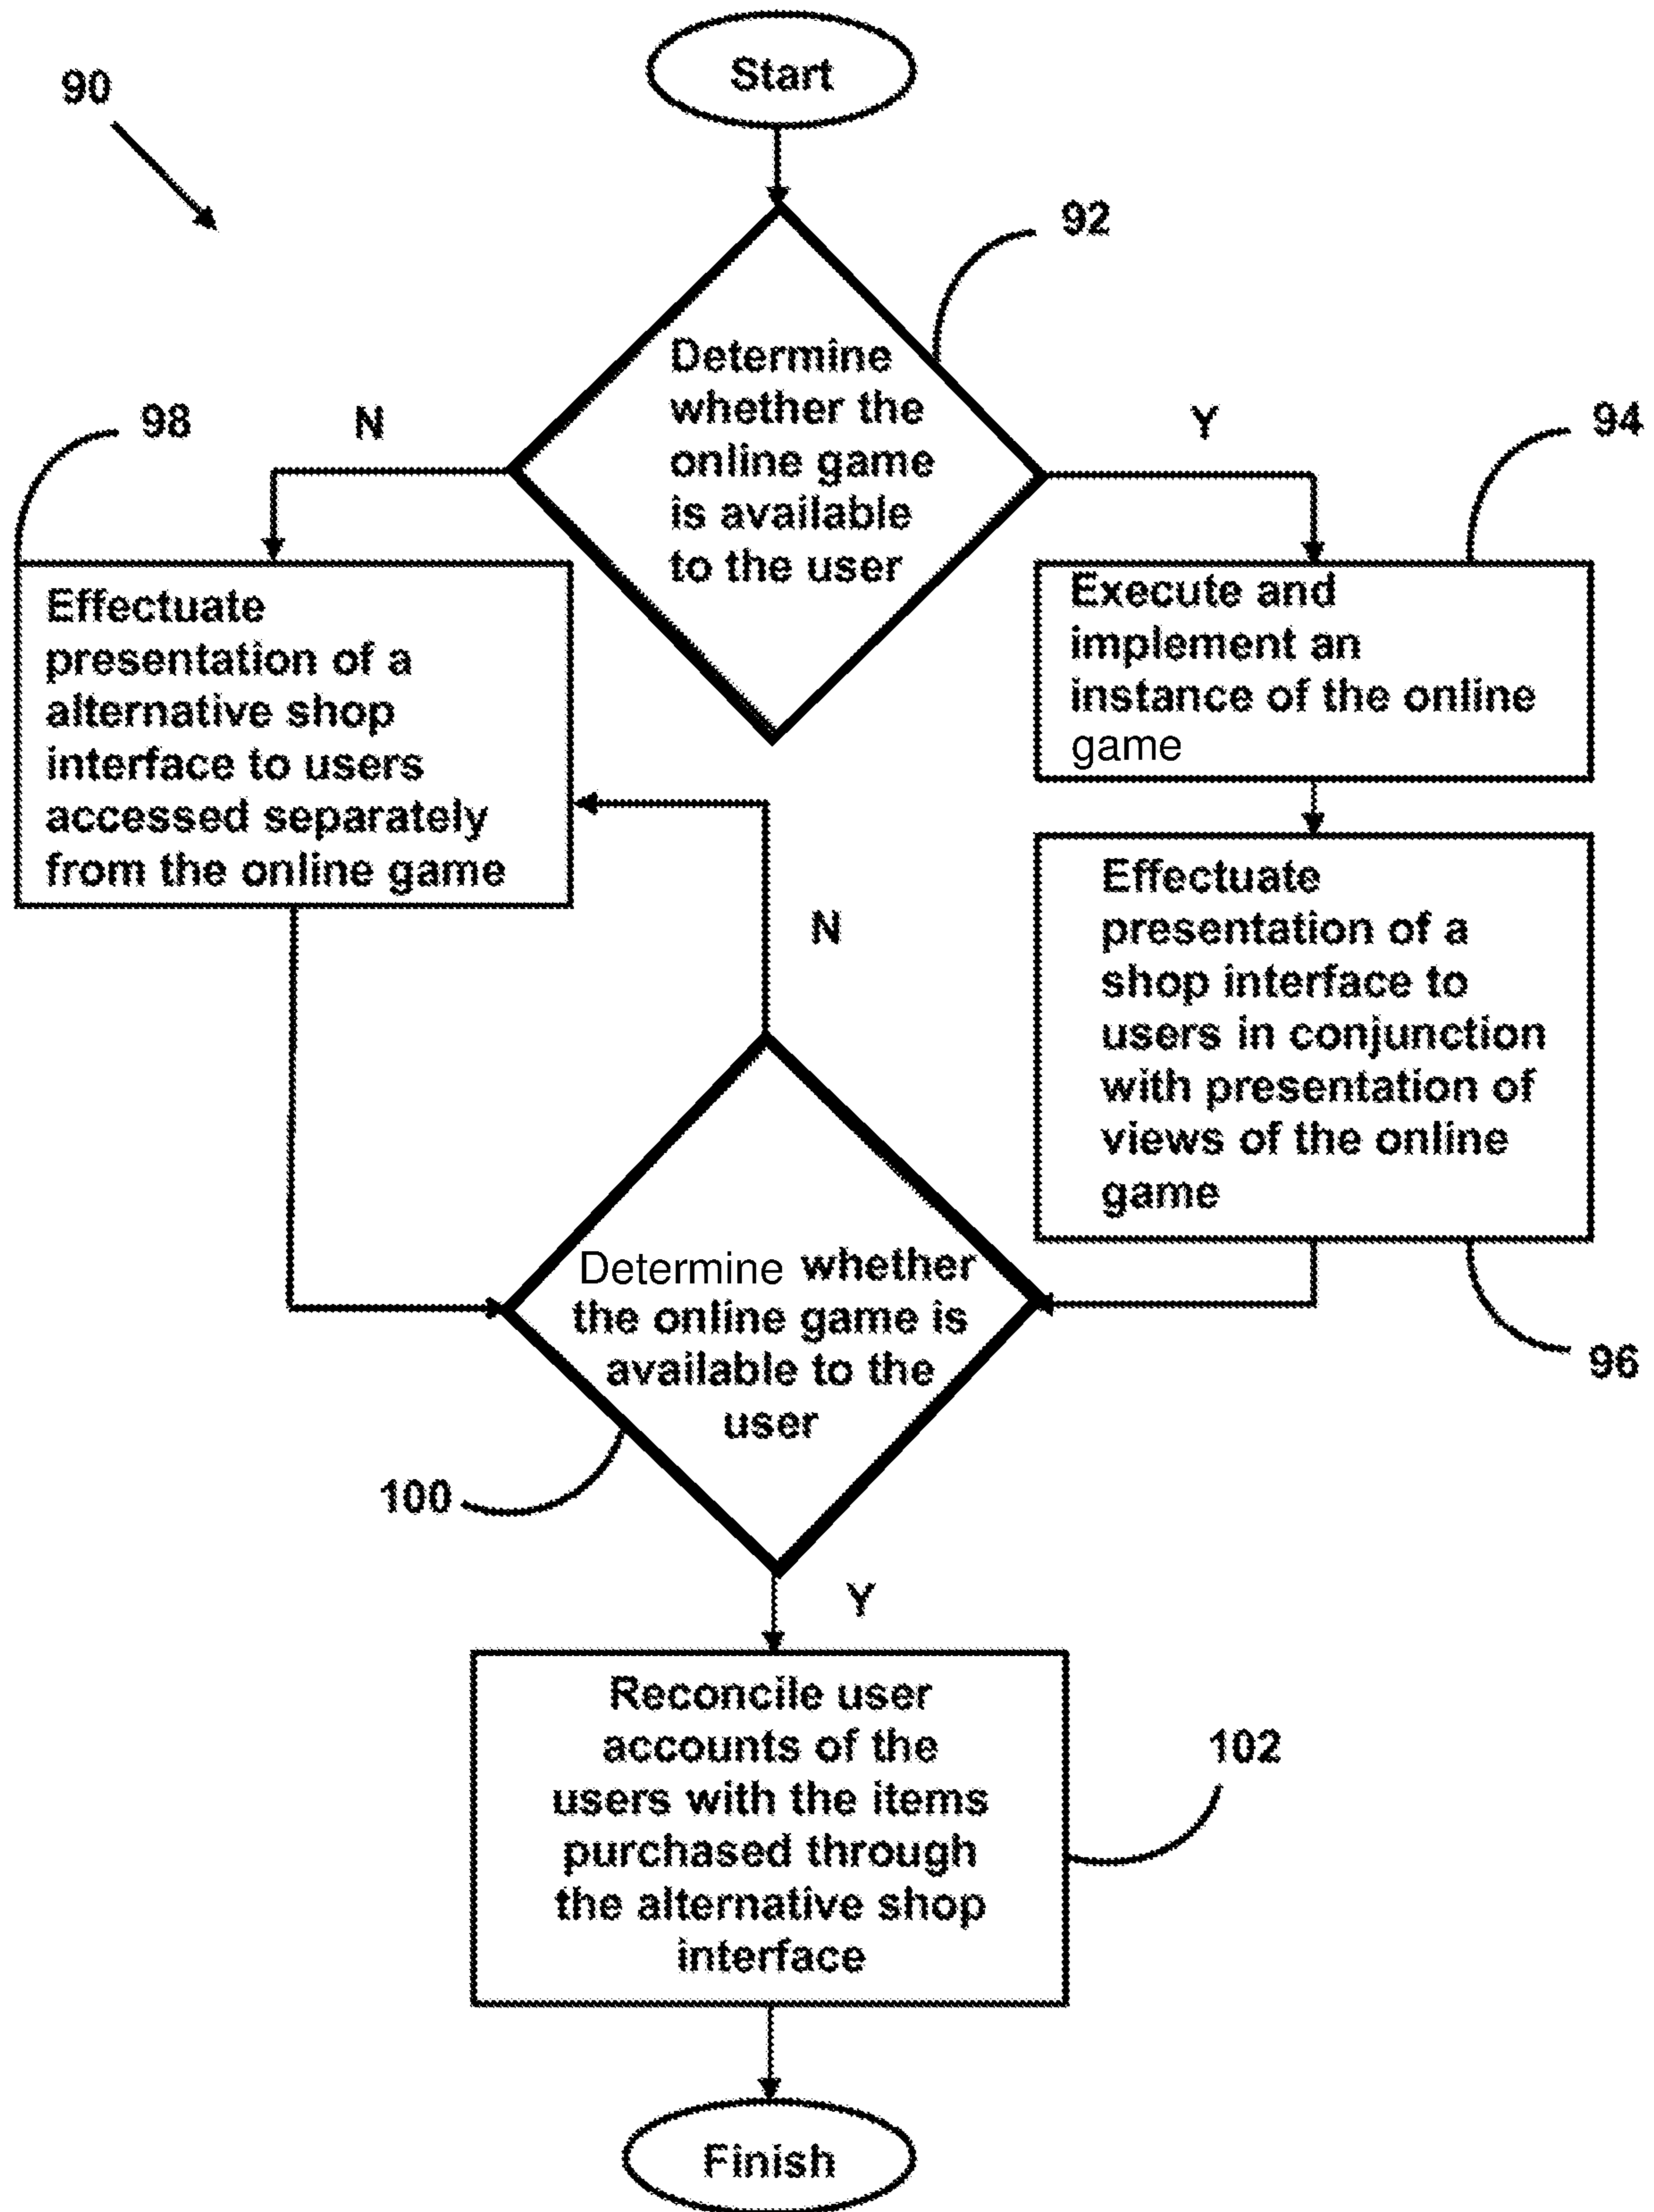 90
Start
92
Determine
whether the
online game
is available
to the user
98
N
Y
94
Effectuate
presentation of a
alternative shop
interface to users
accessed separately
from the online game
Execute and
implement an
instance of the online
game
N
Effectuate
presentation of a
shop interface to
users in conjunction
with presentation of
views of the online
game
96
Determine whether
the online game is
available to the
user
100
Y
Reconcile user
accounts of the
users with the items
purchased through
the alternative shop
interface
102
Finish